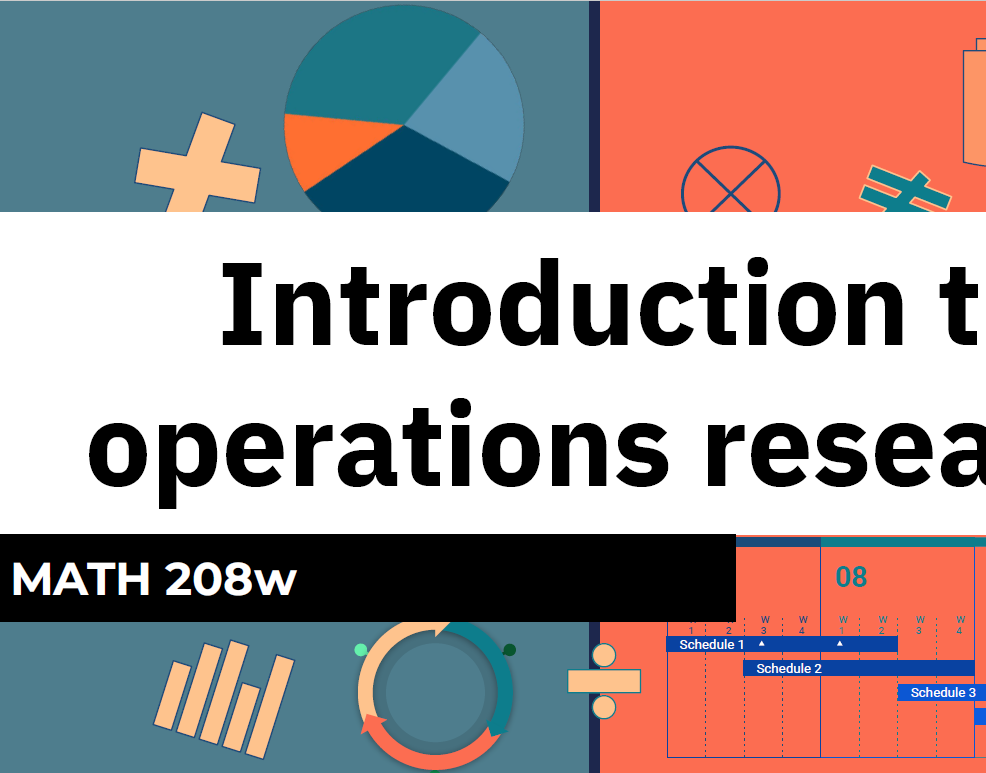 Introduction t
operations resea
MATH 208w
08
W W W W W W W W
1 2 3 4 1 2 3 4
Schedule 1
Schedule 2
Schedule 3